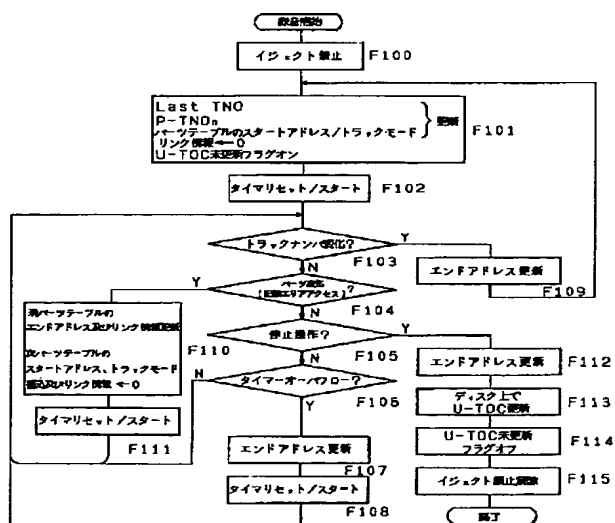 録音開始
イジェクト禁止
F100
Last TNO
P-TNOn
パーツテーブルのスタートアドレス/トラックモード
} 更新
リンク情報←0
U-TOC未更新フラグオン
F101
タイマリセット/スタート
F102
トラックナンバ変化?
Y
N
F103
エンドアドレス更新
F109
パーツ変化
?
Y
N
F104
現パーツテーブルの
エンドアドレス及びリンク情報更新
次パーツテーブルの
スタートアドレス、トラックモード
及びリンク情報 ←0
F110
タイマリセット/スタート
F111
停止操作?
Y
N
F105
エンドアドレス更新
F112
ディスク上で
U-TOC更新
F113
U-TOC未更新
フラグオフ
F114
イジェクト禁止解除
F115
終了
タイマーオーバフロー?
N
Y
F106
エンドアドレス更新
F107
タイマリセット/スタート
F108